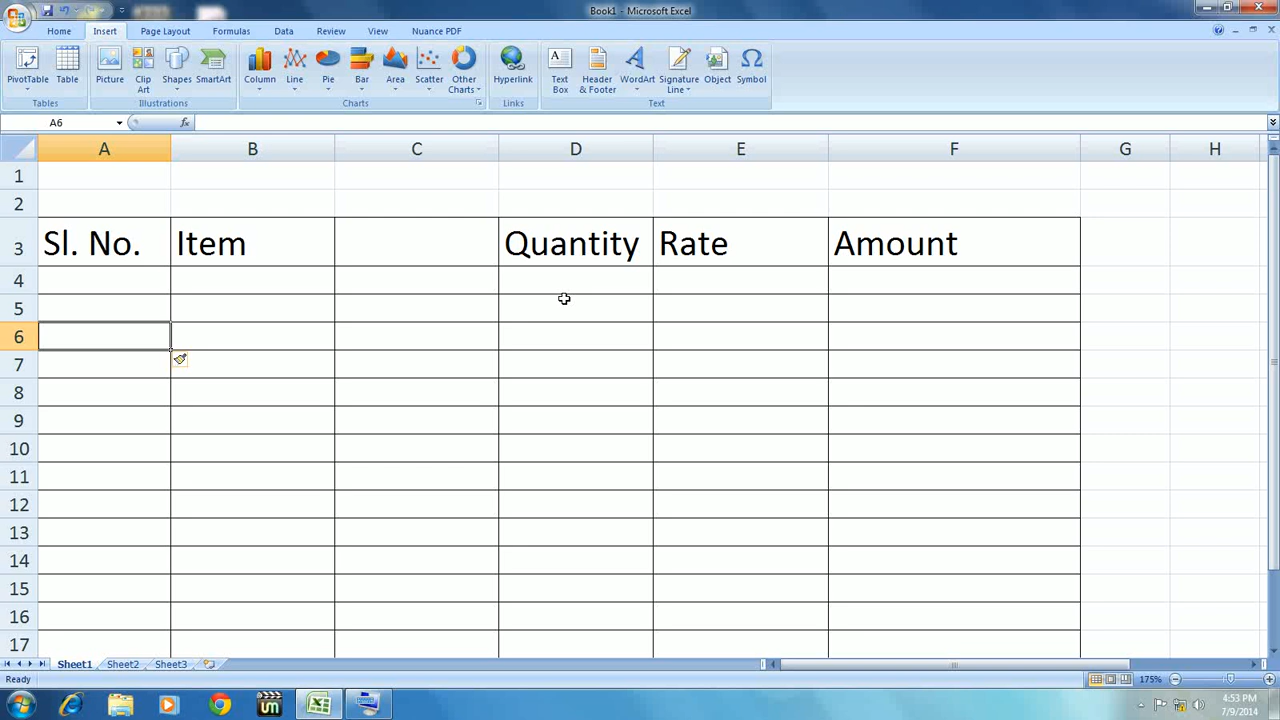 Book1 - Microsoft Excel
Home Insert Page Layout Formulas Data Review View Nuance PDF
PivotTable Table Picture Clip Art Shapes SmartArt Column Line Pie Bar Area Scatter Other Charts Hyperlink Text Box Header & Footer WordArt Signature Line Object Symbol
Tables Illustrations Charts Links Text
A6 fx
A B C D E F G H
1
2
3 Sl. No. Item Quantity Rate Amount
4
5
6
7
8
9
10
11
12
13
14
15
16
17
Sheet1 Sheet2 Sheet3
Ready 175%
4:53 PM
7/9/2014